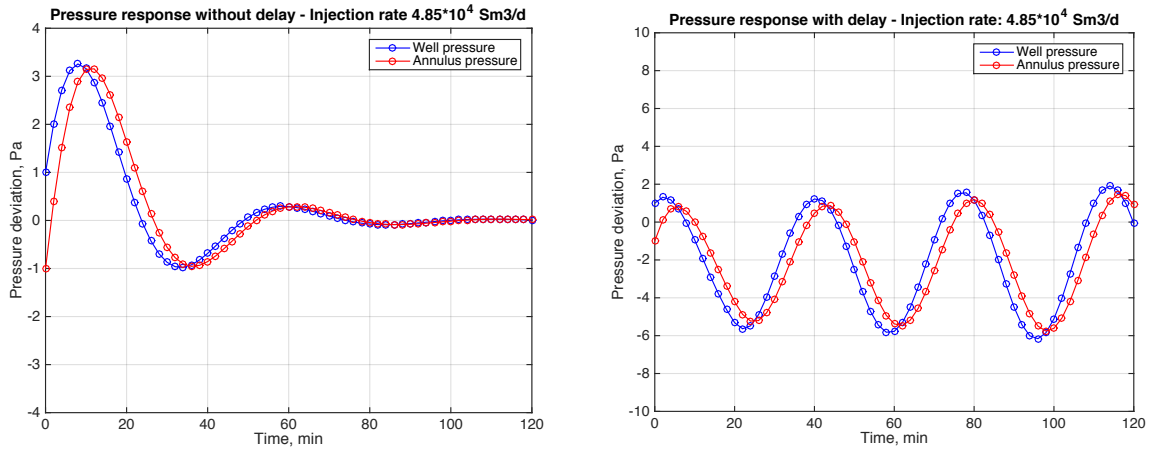 Pressure response without delay - Injection rate 4.85*10^4 Sm3/d
Well pressure
Annulus pressure
Pressure deviation, Pa
4
3
2
1
0
-1
-2
-3
-4
0 20 40 60 80 100 120
Time, min
Pressure response with delay - Injection rate: 4.85*10^4 Sm3/d
Well pressure
Annulus pressure
Pressure deviation, Pa
10
8
6
4
2
0
-2
-4
-6
-8
-10
0 20 40 60 80 100 120
Time, min